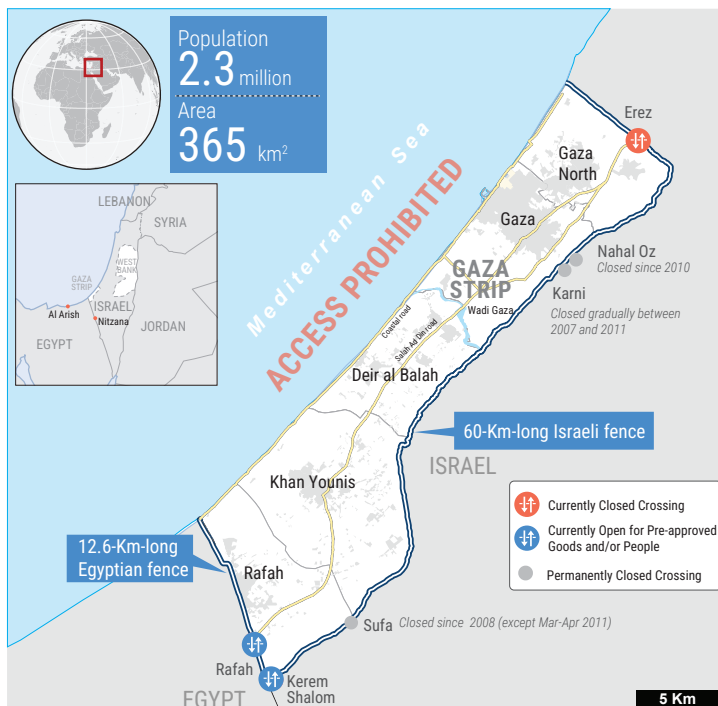 Population
2.3 million
Area
365 km²
LEBANON
SYRIA
WEST
BANK
GAZA
STRIP
ISRAEL
Al Arish
Nitzana
JORDAN
EGYPT
Mediterranean Sea
ACCESS PROHIBITED
Erez
Gaza
North
Gaza
Nahal Oz
Closed since 2010
Karni
Closed gradually between
2007 and 2011
GAZA
STRIP
Wadi Gaza
Coastal road
Salah Ad Din road
Deir al Balah
60-Km-long Israeli fence
ISRAEL
Khan Younis
Currently Closed Crossing
Currently Open for Pre-approved
Goods and/or People
Permanently Closed Crossing
12.6-Km-long
Egyptian fence
Rafah
Sufa
Closed since 2008 (except Mar-Apr 2011)
Rafah
Kerem
Shalom
EGYPT
5 Km